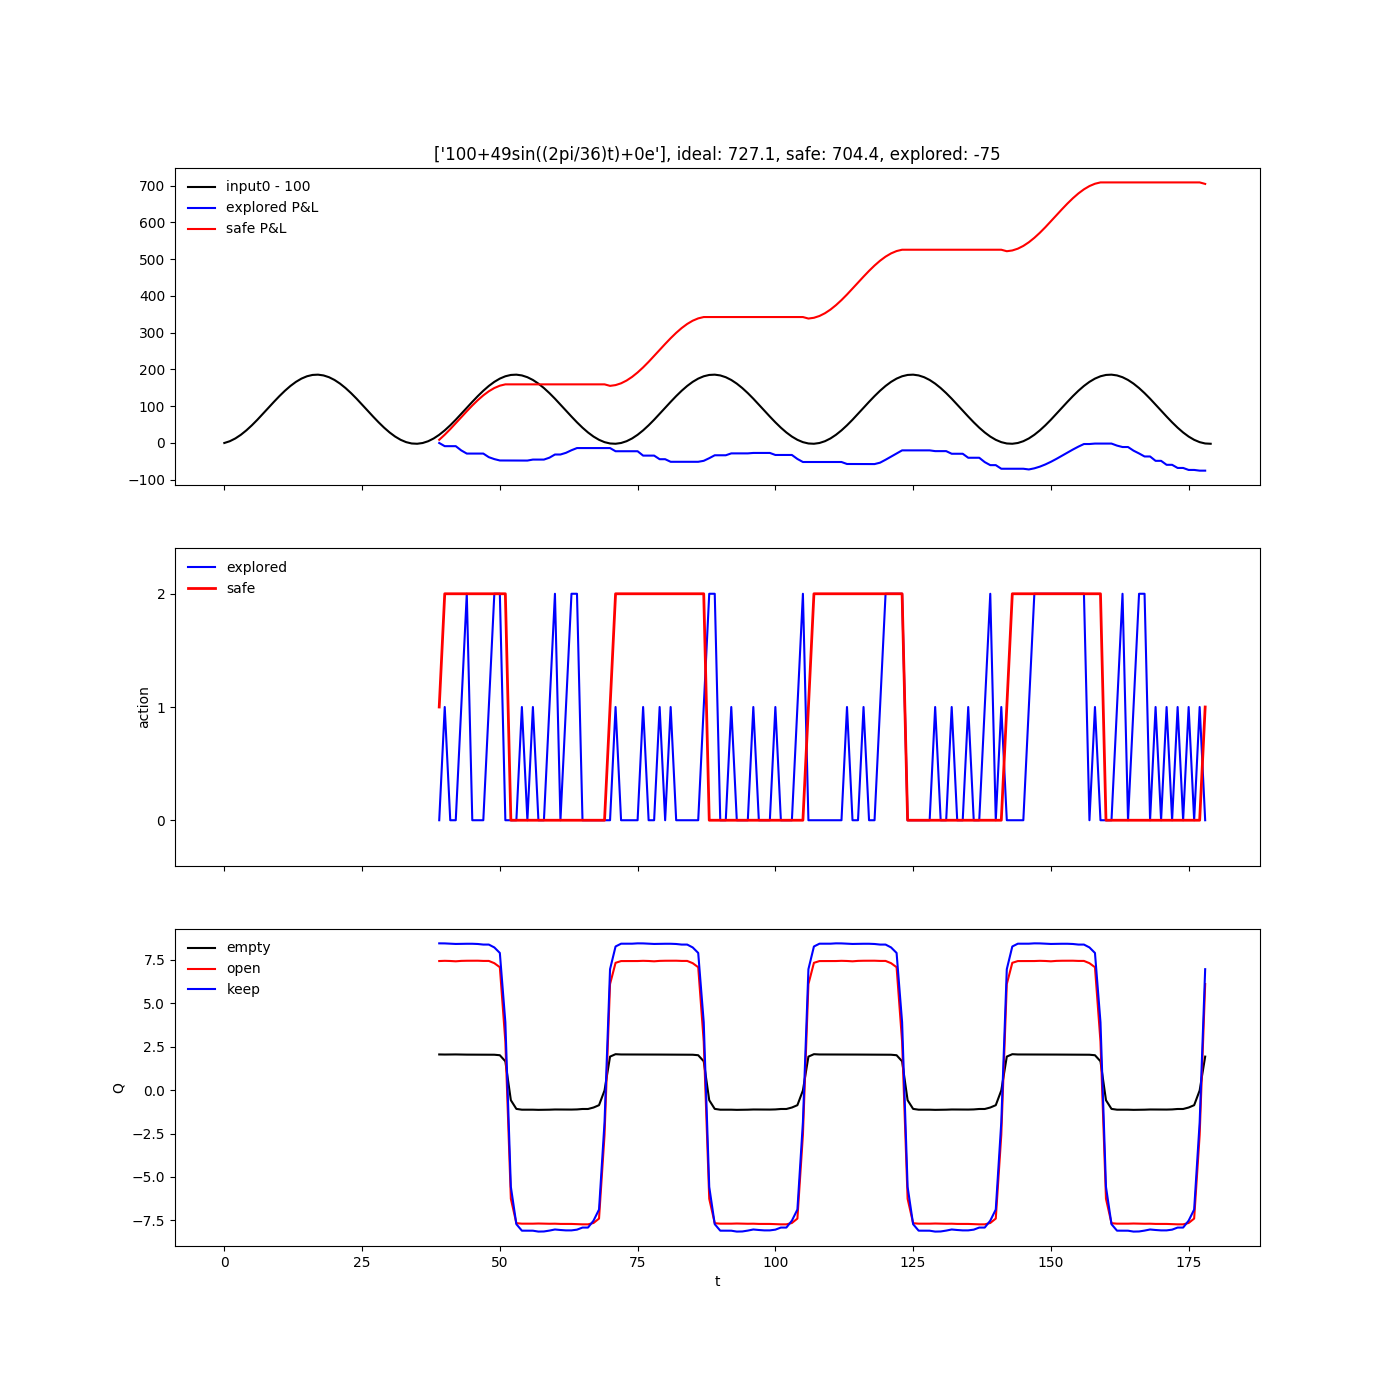 ['100+49sin((2pi/36)t)+0e'], ideal: 727.1, safe: 704.4, explored: -75
input0 - 100
explored P&L
safe P&L
700
600
500
400
300
200
100
0
−100
explored
safe
2
1
0
action
empty
open
keep
7.5
5.0
2.5
0.0
−2.5
−5.0
−7.5
Q
0
25
50
75
100
125
150
175
t